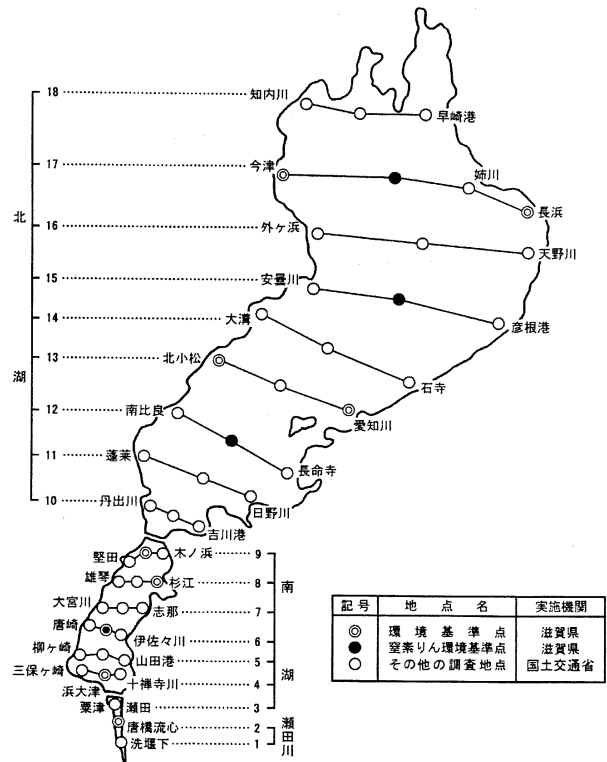 18 知内川 早崎港
17 今津 姉川 長浜
16 外ヶ浜 天野川
15 安曇川 彦根港
14 大溝 石寺
13 北小松 愛知川
12 南比良 長命寺
11 蓬莱 日野川
10 丹出川 吉川港
北湖
堅田 木ノ浜 9
雄琴 杉江 8
大宮川 志那 7
唐崎 伊佐々川 6
柳ヶ崎 山田港 5
三保ヶ崎 十禅寺川 4
浜大津
粟津 瀬田 3
唐橋流心 2
洗堰下 1
南湖
瀬田川
記号 地点名 実施機関
◎ 環境基準点 滋賀県
● 窒素りん環境基準点 滋賀県
○ その他の調査地点 国土交通省